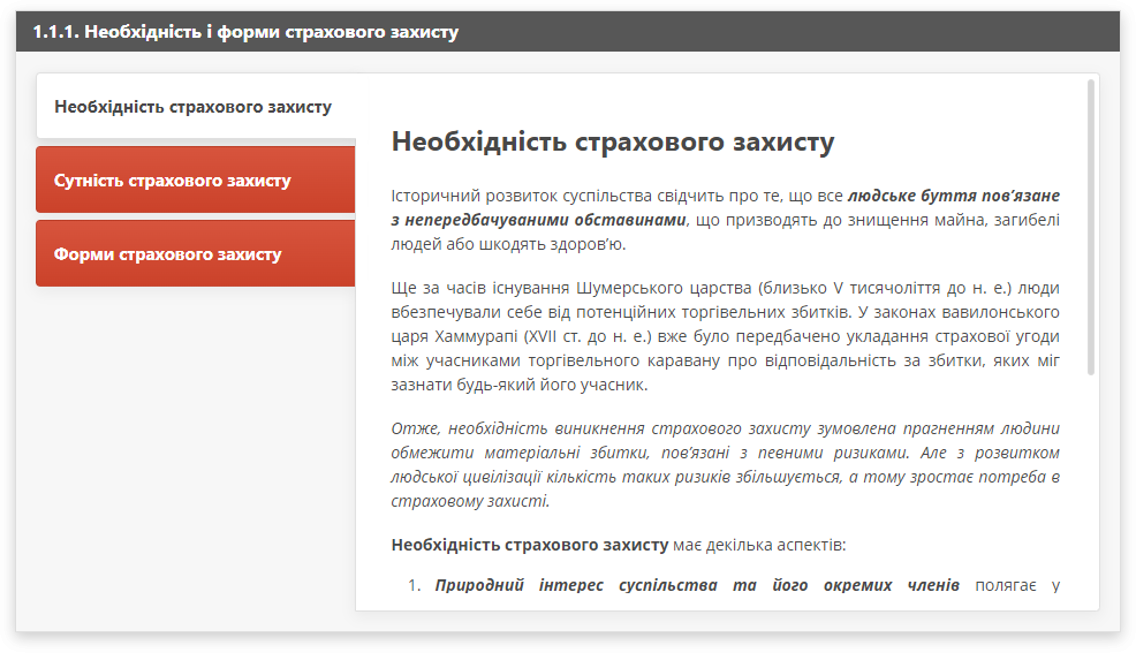 1.1.1. Необхідність і форми страхового захисту
Необхідність страхового захисту
Сутність страхового захисту
Форми страхового захисту
Необхідність страхового захисту
Історичний розвиток суспільства свідчить про те, що все людське буття пов’язане
з непередбачуваними обставинами, що призводять до знищення майна, загибелі
людей або шкодять здоров’ю.
Ще за часів існування Шумерського царства (близько V тисячоліття до н. е.) люди
вбезпечували себе від потенційних торгівельних збитків. У законах вавилонського
царя Хаммурапі (XVII ст. до н. е.) вже було передбачено укладання страхової угоди
між учасниками торгівельного каравану про відповідальність за збитки, яких міг
зазнати будь-який його учасник.
Отже, необхідність виникнення страхового захисту зумовлена прагненням людини
обмежити матеріальні збитки, пов’язані з певними ризиками. Але з розвитком
людської цивілізації кількість таких ризиків збільшується, а тому зростає потреба в
страховому захисті.
Необхідність страхового захисту має декілька аспектів:
1. Природний інтерес суспільства та його окремих членів полягає у